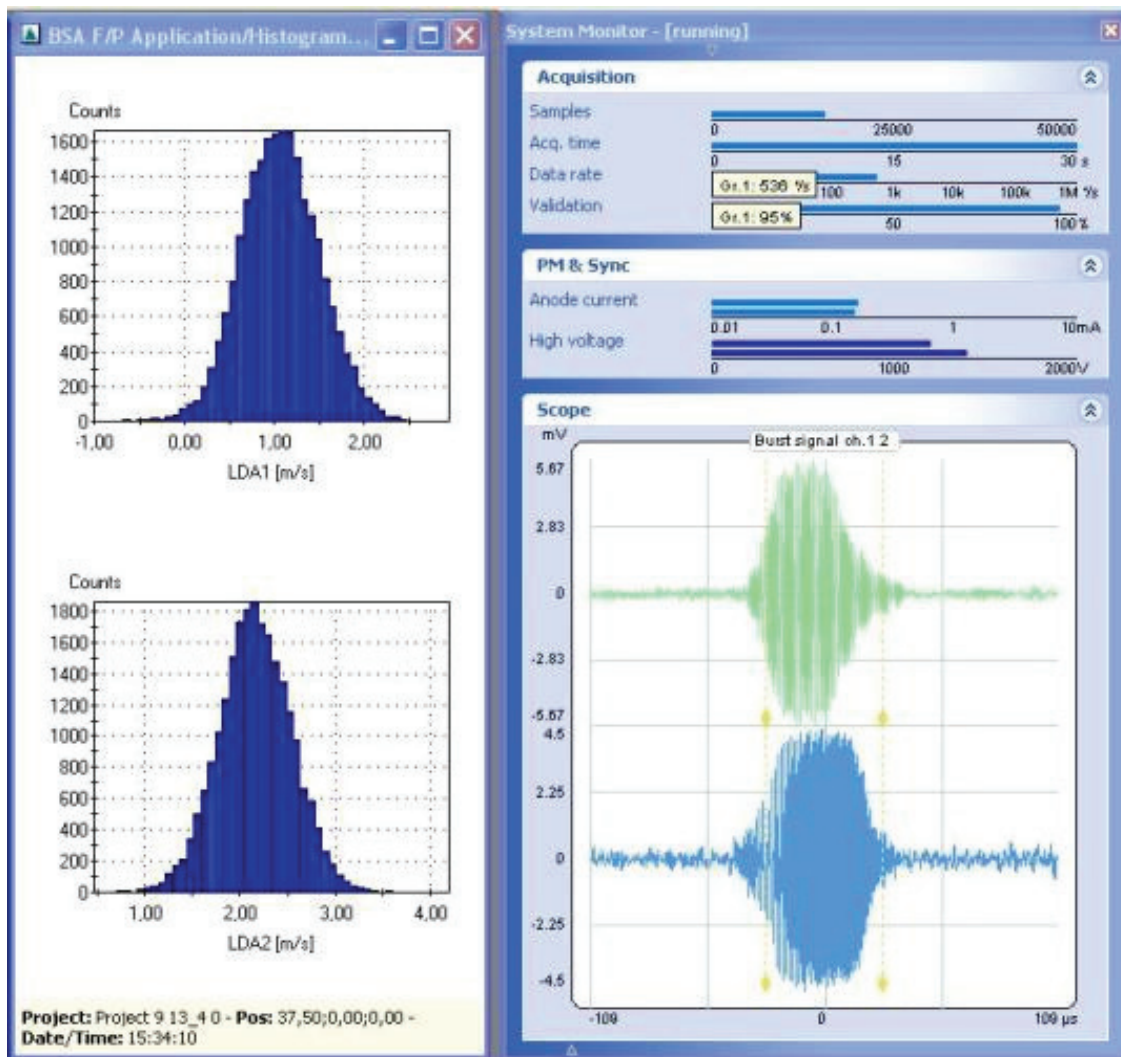 BSA F/P Application/Histogram...
Counts
1600
1400
1200
1000
800
600
400
200
0
-1,00 0,00 1,00 2,00
LDA1 [m/s]
Counts
1800
1600
1400
1200
1000
800
600
400
200
0
1,00 2,00 3,00 4,00
LDA2 [m/s]
Project: Project 9 13_4 0 - Pos: 37,50;0,00;0,00 -
Date/Time: 15:34:10
System Monitor - [running]
Acquisition
Samples
0 25000 50000
Acq. time
0 15 30 s
Data rate
Gr.1: 536 1/s 100 1k 10k 100k 1M 1/s
Validation
Gr.1: 95% 50 100 %
PM & Sync
Anode current
0.01 0.1 1 10mA
High voltage
0 1000 2000V
Scope
mV
Burst signal ch.1 2
5.67
2.83
0
-2.83
-5.67
4.5
2.25
0
-2.25
-4.5
-109 0 109 µs